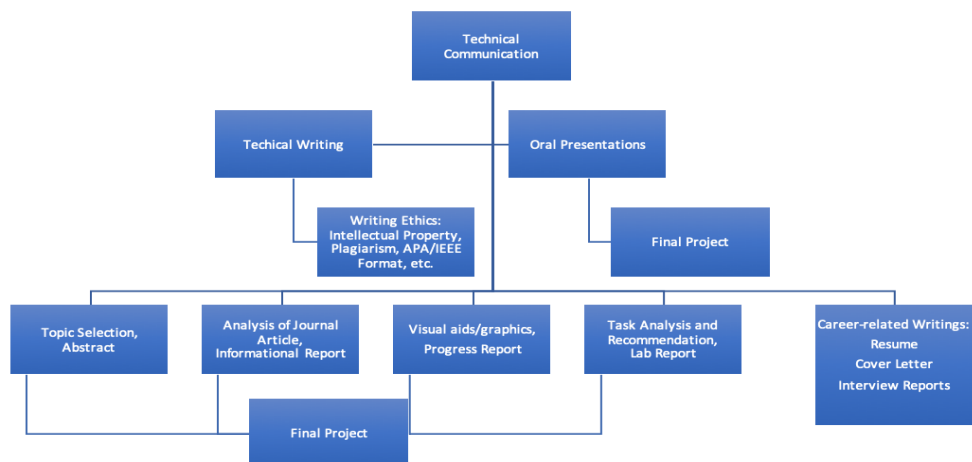 Technical
Communication
Techical Writing
Oral Presentations
Writing Ethics:
Intellectual Property,
Plagiarism, APA/IEEE
Format, etc.
Final Project
Topic Selection,
Abstract
Analysis of Journal
Article,
Informational Report
Visual aids/graphics,
Progress Report
Task Analysis and
Recommendation,
Lab Report
Career-related Writings:
Resume
Cover Letter
Interview Reports
Final Project